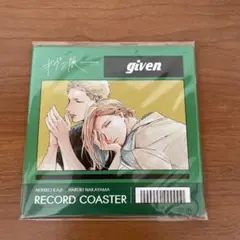 given
AKIHIKO KAJI
HARUKI NAKAYAMA
RECORD COASTER